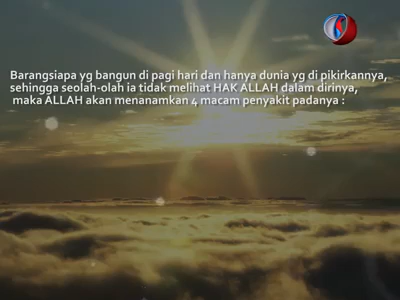 Barangsiapa yg bangun di pagi hari dan hanya dunia yg di pikirkannya,
sehingga seolah-olah ia tidak melihat HAK ALLAH dalam dirinya,
maka ALLAH akan menanamkan 4 macam penyakit padanya :